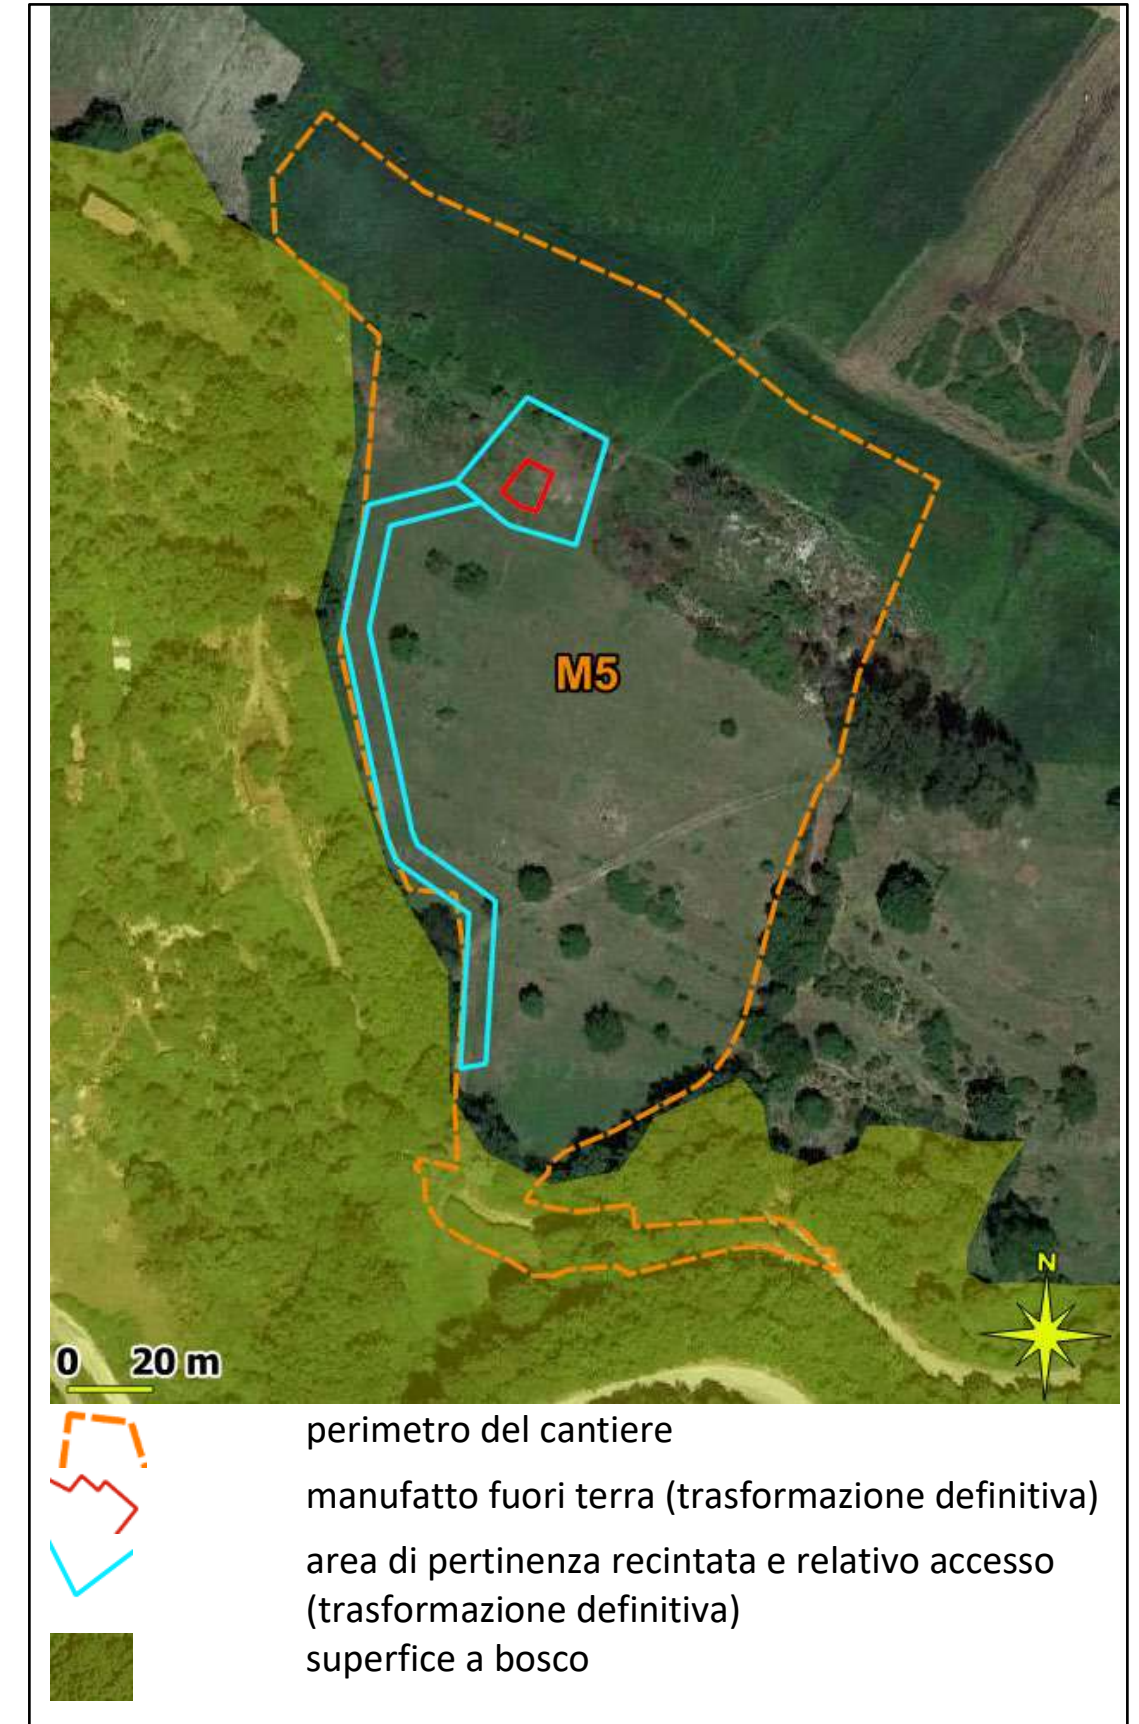 M5
N
0 20 m
perimetro del cantiere
manufatto fuori terra (trasformazione definitiva)
area di pertinenza recintata e relativo accesso
(trasformazione definitiva)
superfice a bosco